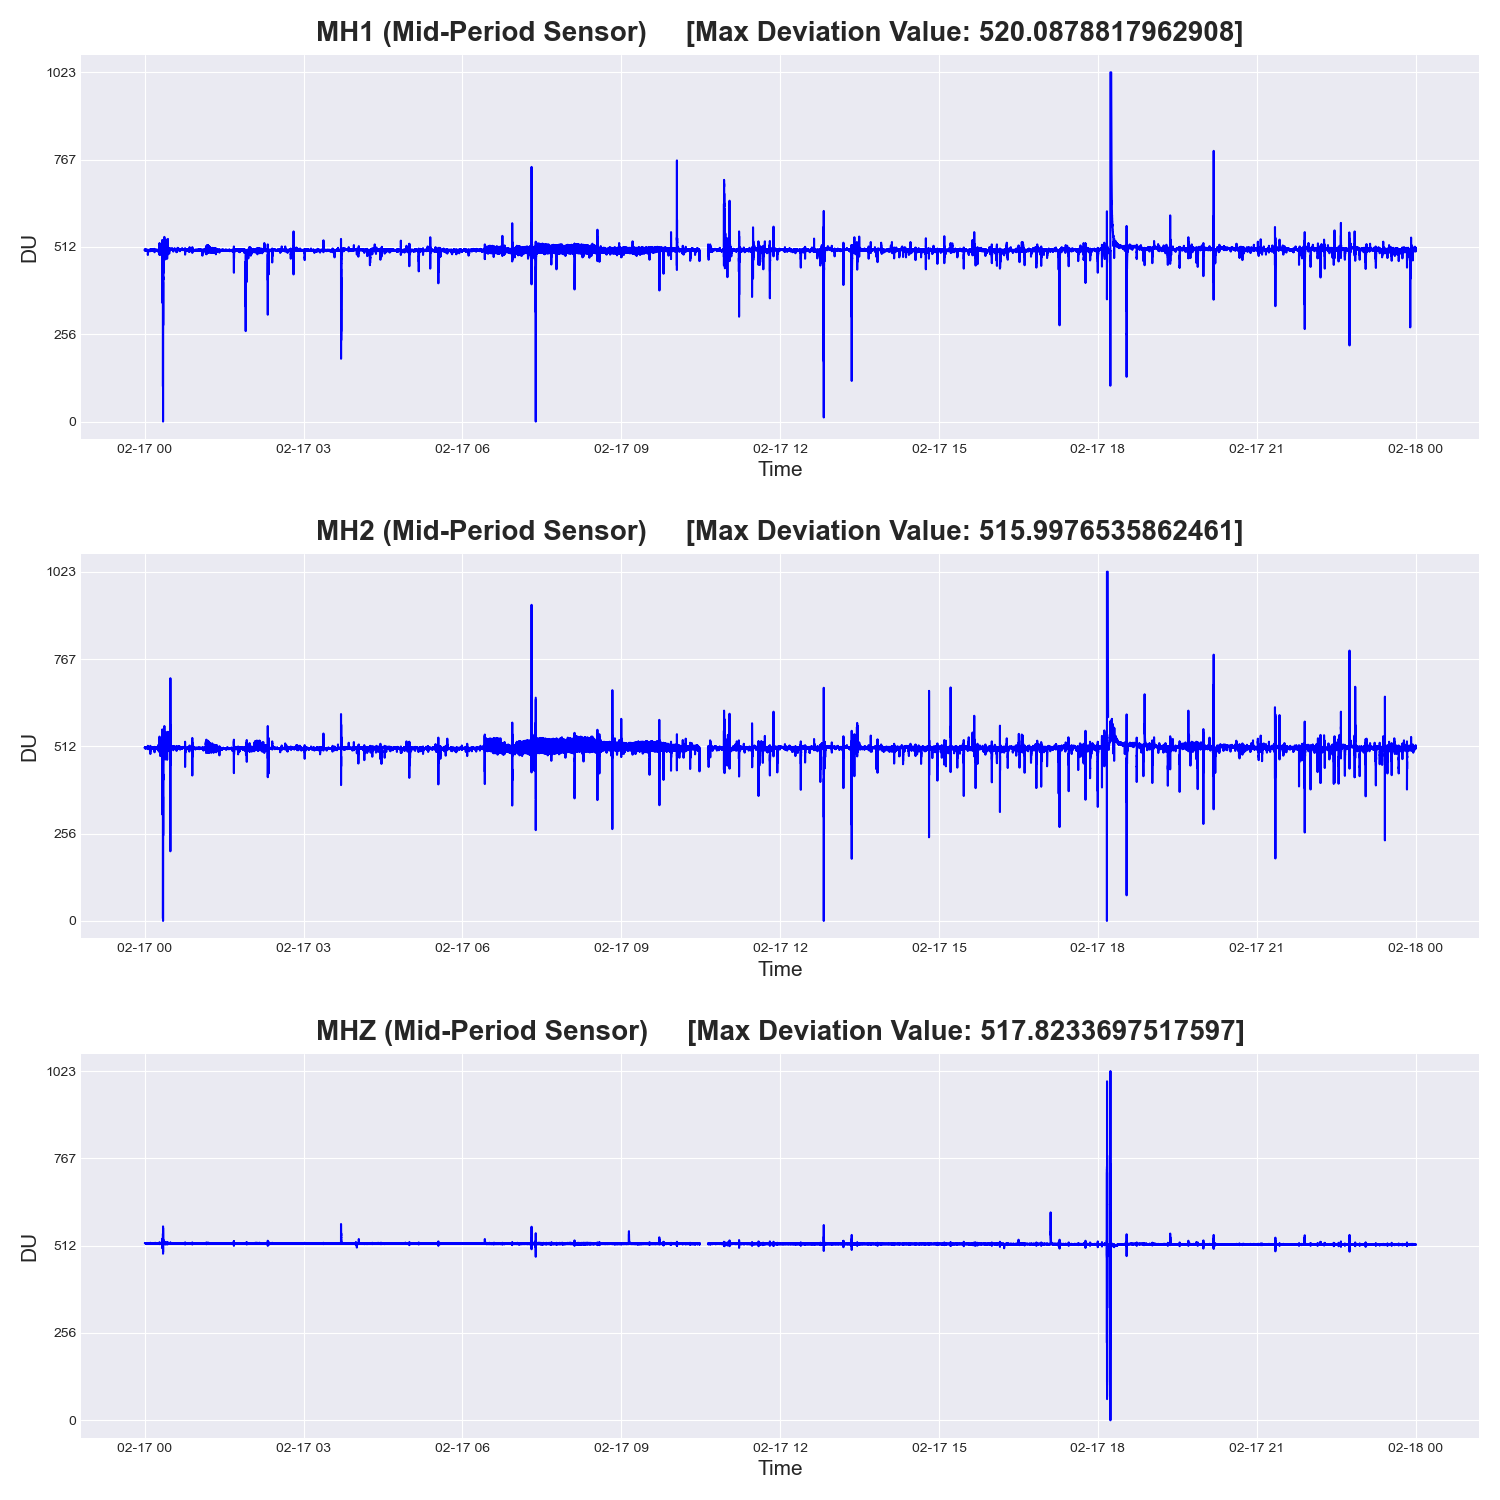 MH1 (Mid-Period Sensor) [Max Deviation Value: 520.0878817962908]
1023
767
512
256
0
DU
02-17 00 02-17 03 02-17 06 02-17 09 02-17 12 02-17 15 02-17 18 02-17 21 02-18 00
Time
MH2 (Mid-Period Sensor) [Max Deviation Value: 515.9976535862461]
1023
767
512
256
0
DU
02-17 00 02-17 03 02-17 06 02-17 09 02-17 12 02-17 15 02-17 18 02-17 21 02-18 00
Time
MHZ (Mid-Period Sensor) [Max Deviation Value: 517.8233697517597]
1023
767
512
256
0
DU
02-17 00 02-17 03 02-17 06 02-17 09 02-17 12 02-17 15 02-17 18 02-17 21 02-18 00
Time